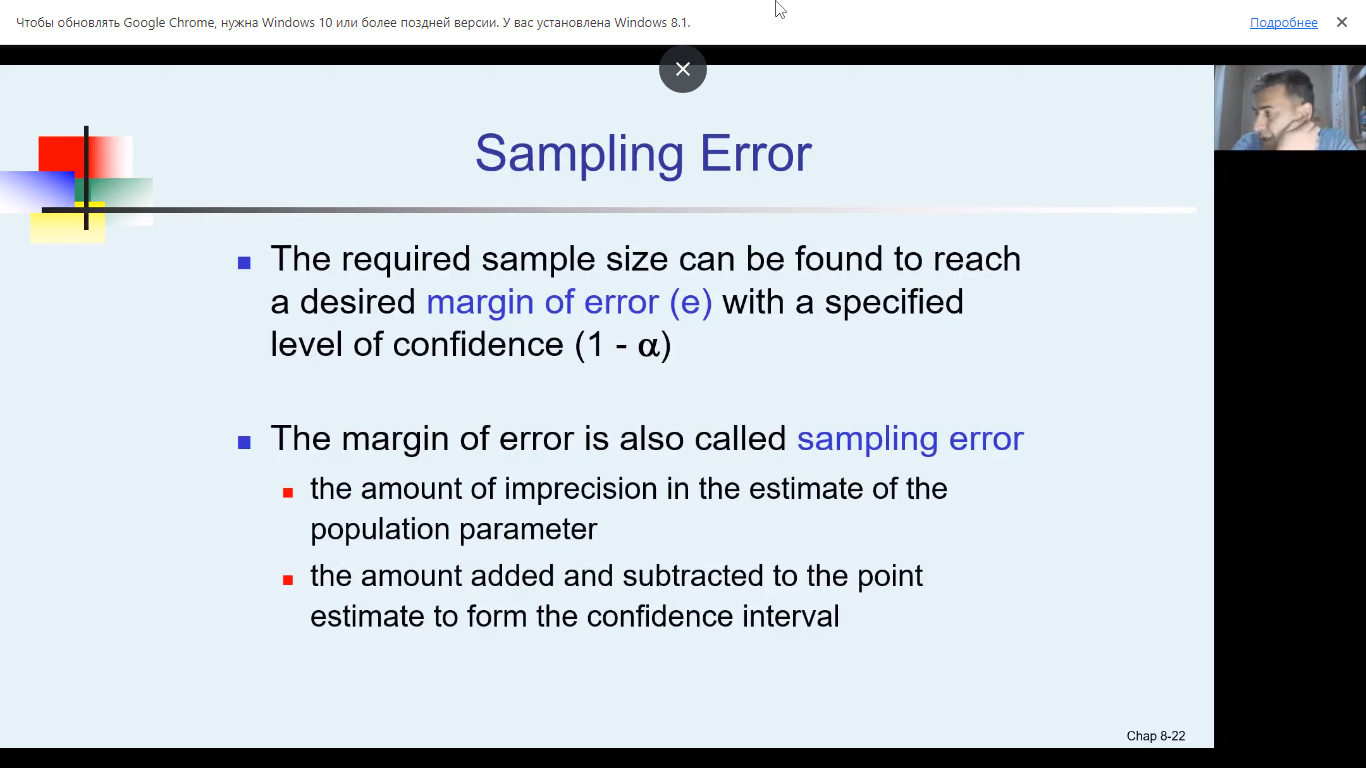 Чтобы обновлять Google Chrome, нужна Windows 10 или более поздней версии. У вас установлена Windows 8.1.
Подробнее
Sampling Error
The required sample size can be found to reach
a desired margin of error (e) with a specified
level of confidence (1 - α)
The margin of error is also called sampling error
the amount of imprecision in the estimate of the
population parameter
the amount added and subtracted to the point
estimate to form the confidence interval
Chap 8-22